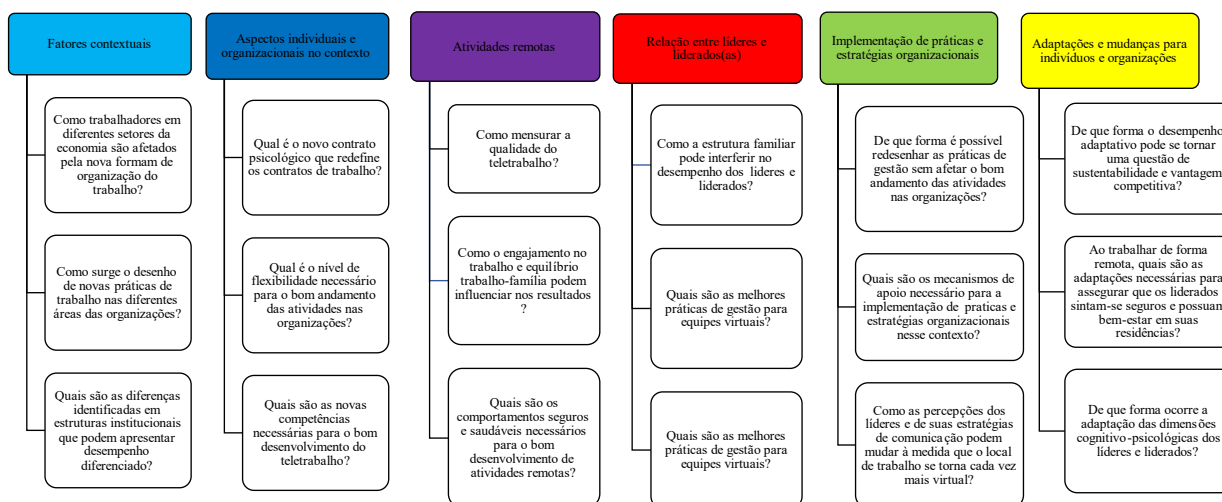 Fatores contextuais
Como trabalhadores em
diferentes setores da
economia são afetados
pela nova formam de
organização do
trabalho?
Como surge o desenho
de novas práticas de
trabalho nas diferentes
áreas das organizações?
Quais são as diferenças
identificadas em
estruturas institucionais
que podem apresentar
desempenho
diferenciado?
Aspectos individuais e
organizacionais no contexto
Qual é o novo contrato
psicológico que redefine
os contratos de trabalho?
Qual é o nível de
flexibilidade necessário
para o bom andamento
das atividades nas
organizações?
Quais são as novas
competências
necessárias para o bom
desenvolvimento do
teletrabalho?
Atividades remotas
Como mensurar a
qualidade do
teletrabalho?
Como o engajamento no
trabalho e equilíbrio
trabalho-família podem
influenciar nos resultados
?
Quais são os
comportamentos seguros
e saudáveis necessários
para o bom
desenvolvimento de
atividades remotas?
Relação entre líderes e
liderados(as)
Como a estrutura familiar
pode interferir no
desempenho dos líderes e
liderados?
Quais são as melhores
práticas de gestão para
equipes virtuais?
Quais são as melhores
práticas de gestão para
equipes virtuais?
Implementação de práticas e
estratégias organizacionais
De que forma é possível
redesenhar as práticas de
gestão sem afetar o bom
andamento das atividades
nas organizações?
Quais são os mecanismos de
apoio necessário para a
implementação de praticas e
estratégias organizacionais
nesse contexto?
Como as percepções dos
líderes e de suas estratégias
de comunicação podem
mudar à medida que o local
de trabalho se torna cada vez
mais virtual?
Adaptações e mudanças para
indivíduos e organizações
De que forma o desempenho
adaptativo pode se tornar
uma questão de
sustentabilidade e vantagem
competitiva?
Ao trabalhar de forma
remota, quais são as
adaptações necessárias para
assegurar que os liderados
sintam-se seguros e possuam
bem-estar em suas
residências?
De que forma ocorre a
adaptação das dimensões
cognitivo-psicológicas dos
líderes e liderados?